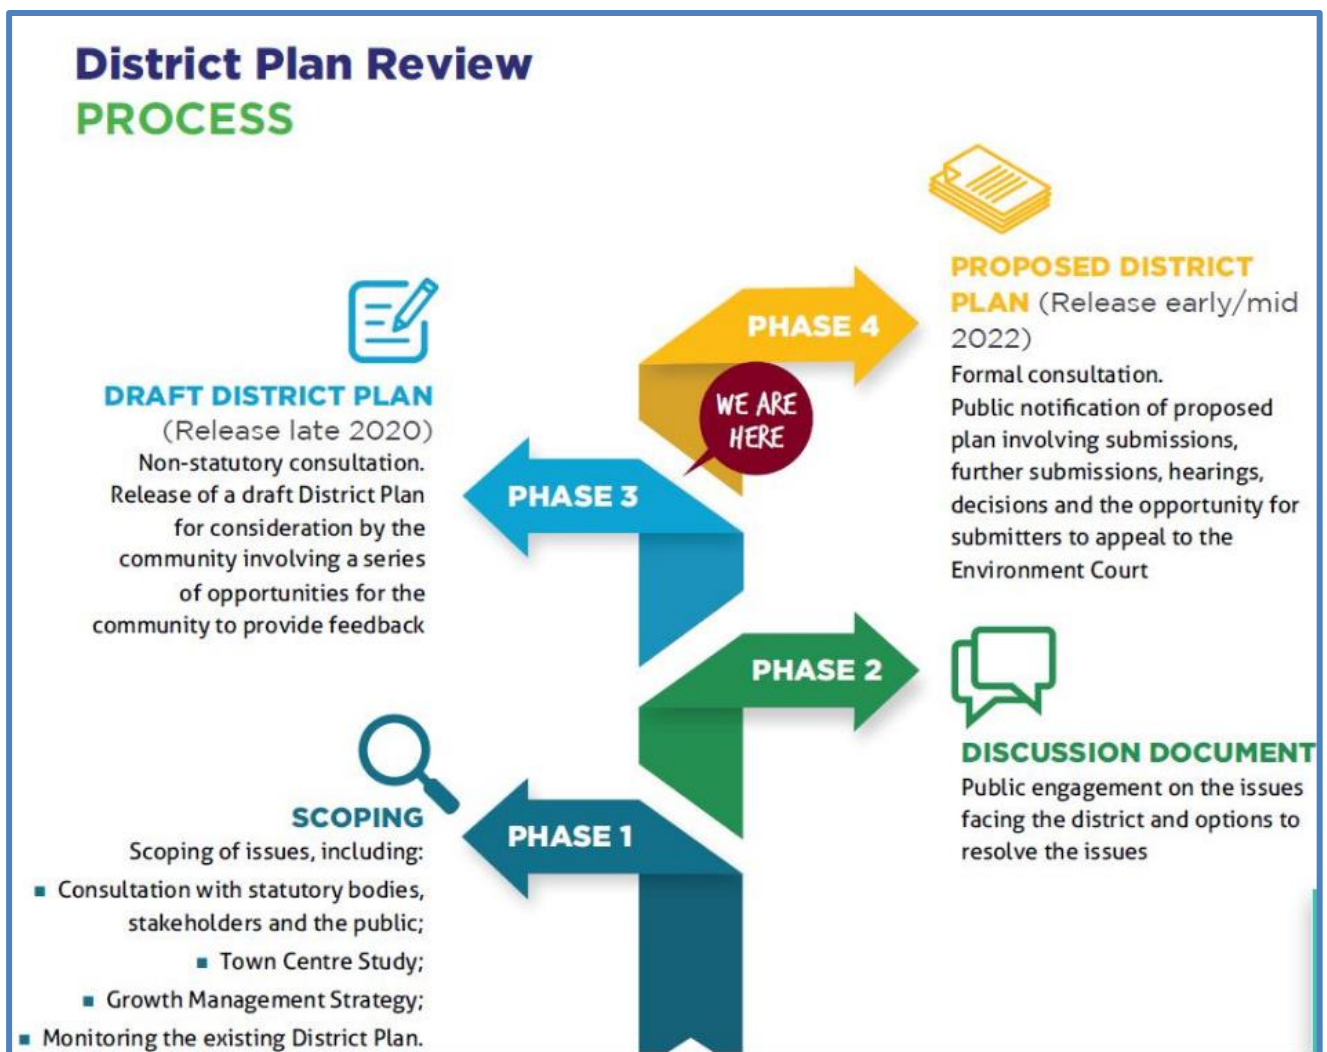 District Plan Review
PROCESS
PROPOSED DISTRICT
PLAN (Release early/mid
2022)
Formal consultation.
Public notification of proposed
plan involving submissions,
further submissions, hearings,
decisions and the opportunity for
submitters to appeal to the
Environment Court
PHASE 4
WE ARE
HERE
DRAFT DISTRICT PLAN
(Release late 2020)
Non-statutory consultation.
Release of a draft District Plan
for consideration by the
community involving a series
of opportunities for the
community to provide feedback
PHASE 3
PHASE 2
DISCUSSION DOCUMENT
Public engagement on the issues
facing the district and options to
resolve the issues
SCOPING
Scoping of issues, including:
▪ Consultation with statutory bodies,
stakeholders and the public;
▪ Town Centre Study;
▪ Growth Management Strategy;
▪ Monitoring the existing District Plan.
PHASE 1